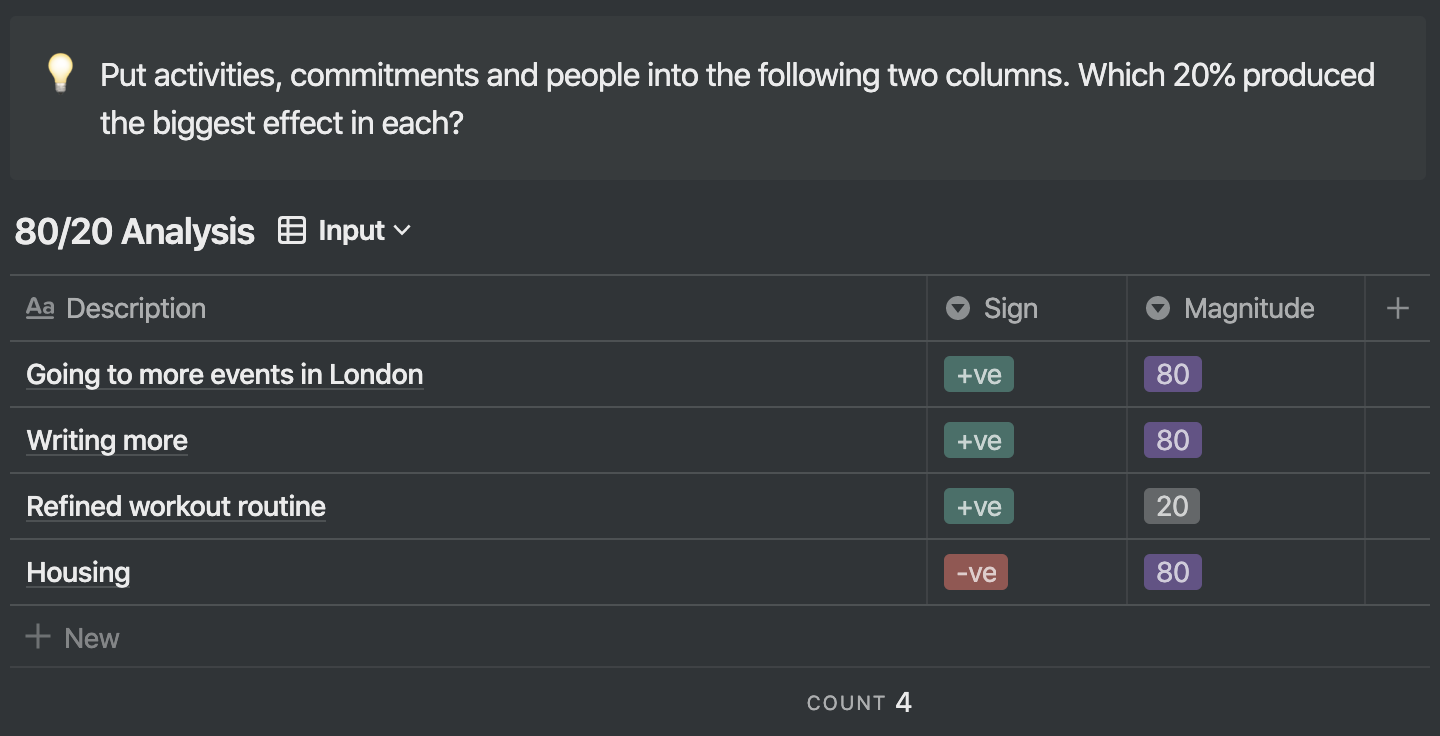 Put activities, commitments and people into the following two columns. Which 20% produced
the biggest effect in each?
80/20 Analysis Input
Aa Description Sign Magnitude
Going to more events in London +ve 80
Writing more +ve 80
Refined workout routine +ve 20
Housing -ve 80
New
COUNT 4